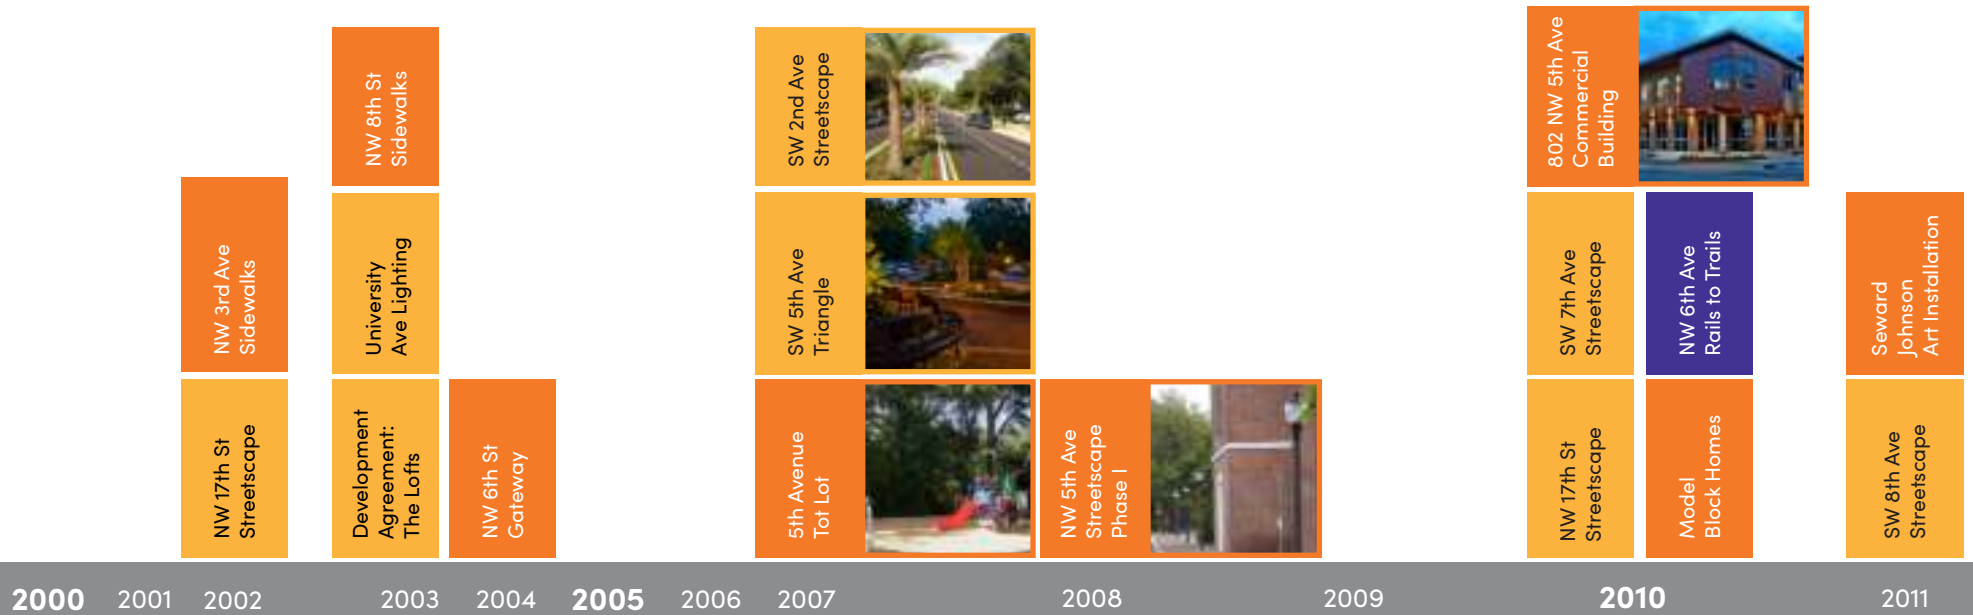 NW 3rd Ave
Sidewalks
NW 17th St
Streetscape
NW 8th St
Sidewalks
University
Ave Lighting
Development
Agreement:
The Lofts
NW 6th St
Gateway
SW 2nd Ave
Streetscape
SW 5th Ave
Triangle
5th Avenue
Tot Lot
NW 5th Ave
Streetscape
Phase I
802 NW 5th Ave
Commercial
Building
SW 7th Ave
Streetscape
NW 17th St
Streetscape
NW 6th Ave
Rails to Trails
Model
Block Homes
Seward
Johnson
Art Installation
SW 8th Ave
Streetscape
2000 2001 2002 2003 2004 2005 2006 2007 2008 2009 2010 2011